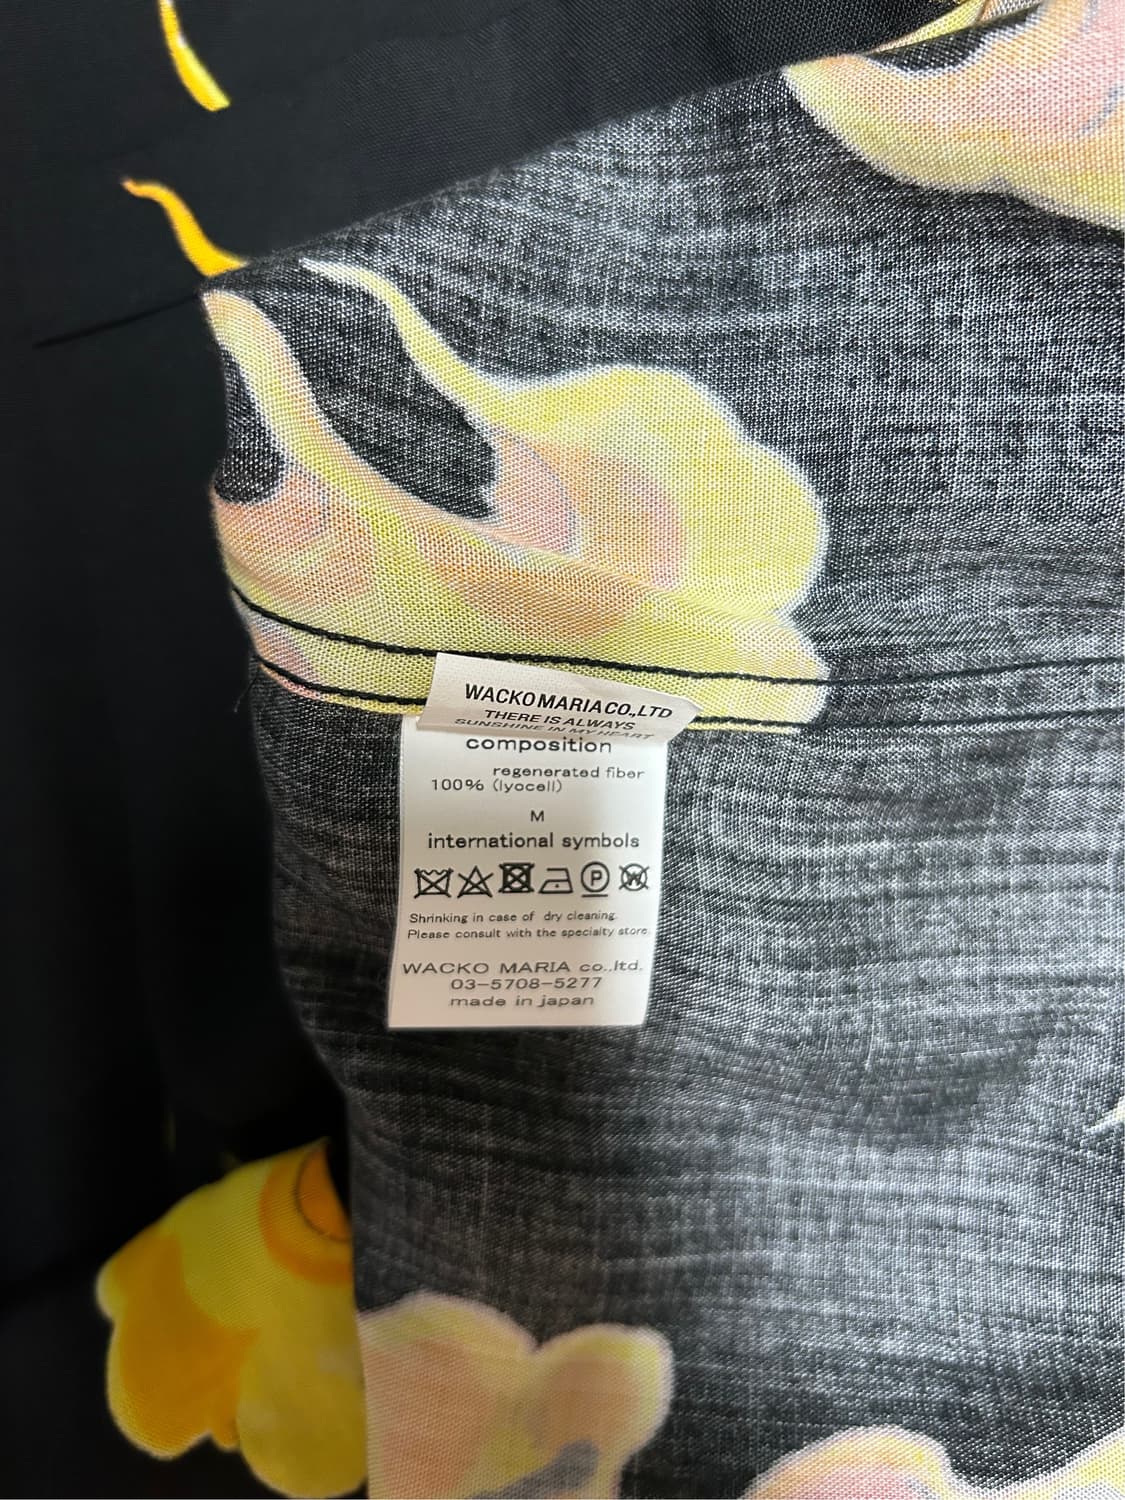 WACKO MARIA CO.,LTD
THERE IS ALWAYS
SUNSHINE IN MY HEART
composition
regenerated fiber
100% (lyocell)
M
international symbols
P W
Shrinking in case of dry cleaning.
Please consult with the specialty store.
WACKO MARIA co.,ltd.
03-5708-5277
made in japan